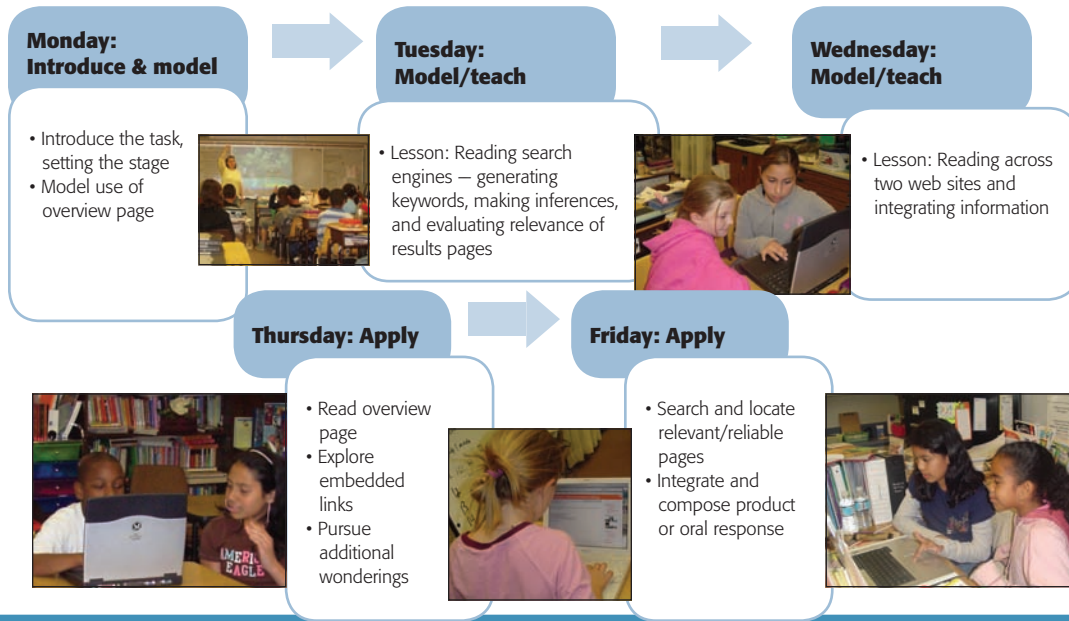 Monday:
Introduce & model
• Introduce the task,
setting the stage
• Model use of
overview page
Tuesday:
Model/teach
• Lesson: Reading search
engines — generating
keywords, making inferences,
and evaluating relevance of
results pages
Wednesday:
Model/teach
• Lesson: Reading across
two web sites and
integrating information
Thursday: Apply
• Read overview
page
• Explore
embedded
links
• Pursue
additional
wonderings
Friday: Apply
• Search and locate
relevant/reliable
pages
• Integrate and
compose product
or oral response
AMERICAN
EAGLE